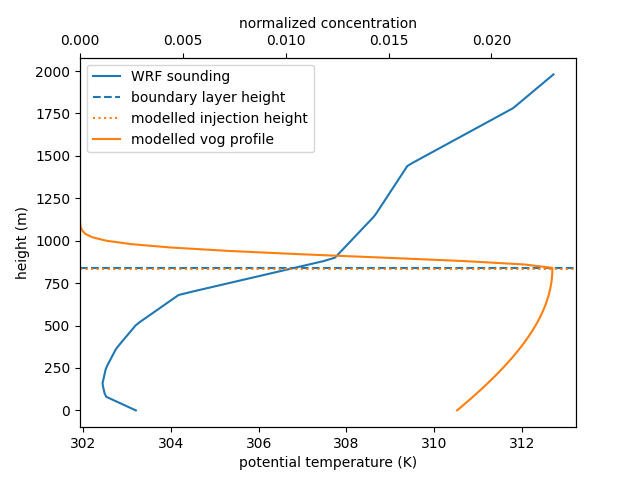 normalized concentration
0.000 0.005 0.010 0.015 0.020
WRF sounding
boundary layer height
modelled injection height
modelled vog profile
height (m)
2000
1750
1500
1250
1000
750
500
250
0
302 304 306 308 310 312
potential temperature (K)